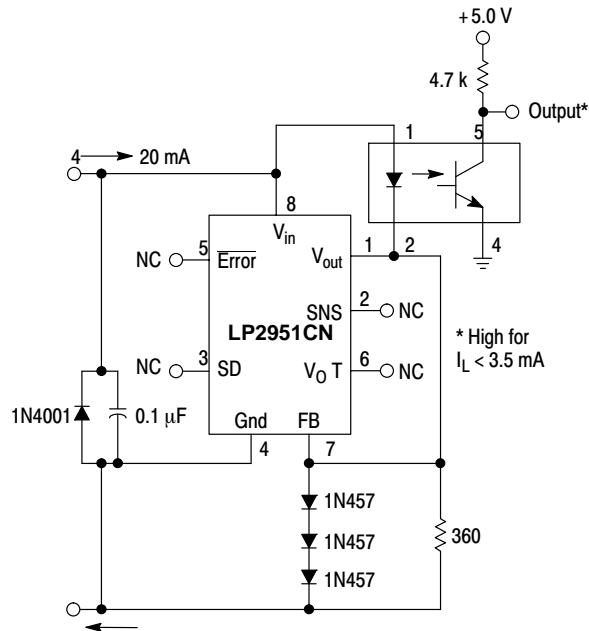 +5.0 V
4.7 k
Output*
1
5
4 → 20 mA
8
4
V_in
NC
5
Error
V_out
1
2
SNS
2
NC
LP2951CN
* High for
I_L < 3.5 mA
NC
3
SD
V_O T
6
NC
1N4001
0.1 μF
Gnd
FB
4
7
1N457
1N457
360
1N457